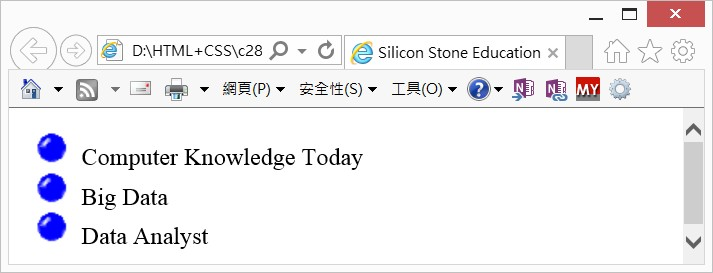 D:\HTML+CSS\c28
Silicon Stone Education
網頁(P) 安全性(S) 工具(O) ? N N MY
Computer Knowledge Today
Big Data
Data Analyst